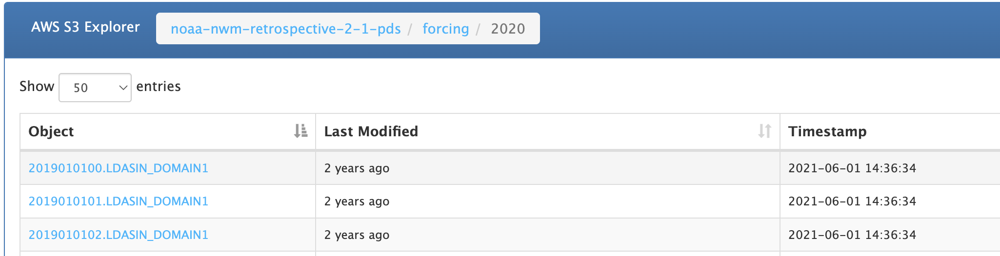 AWS S3 Explorer noaa-nwm-retrospective-2-1-pds / forcing / 2020
Show 50 entries
Object Last Modified Timestamp
2019010100.LDASIN_DOMAIN1 2 years ago 2021-06-01 14:36:34
2019010101.LDASIN_DOMAIN1 2 years ago 2021-06-01 14:36:34
2019010102.LDASIN_DOMAIN1 2 years ago 2021-06-01 14:36:34